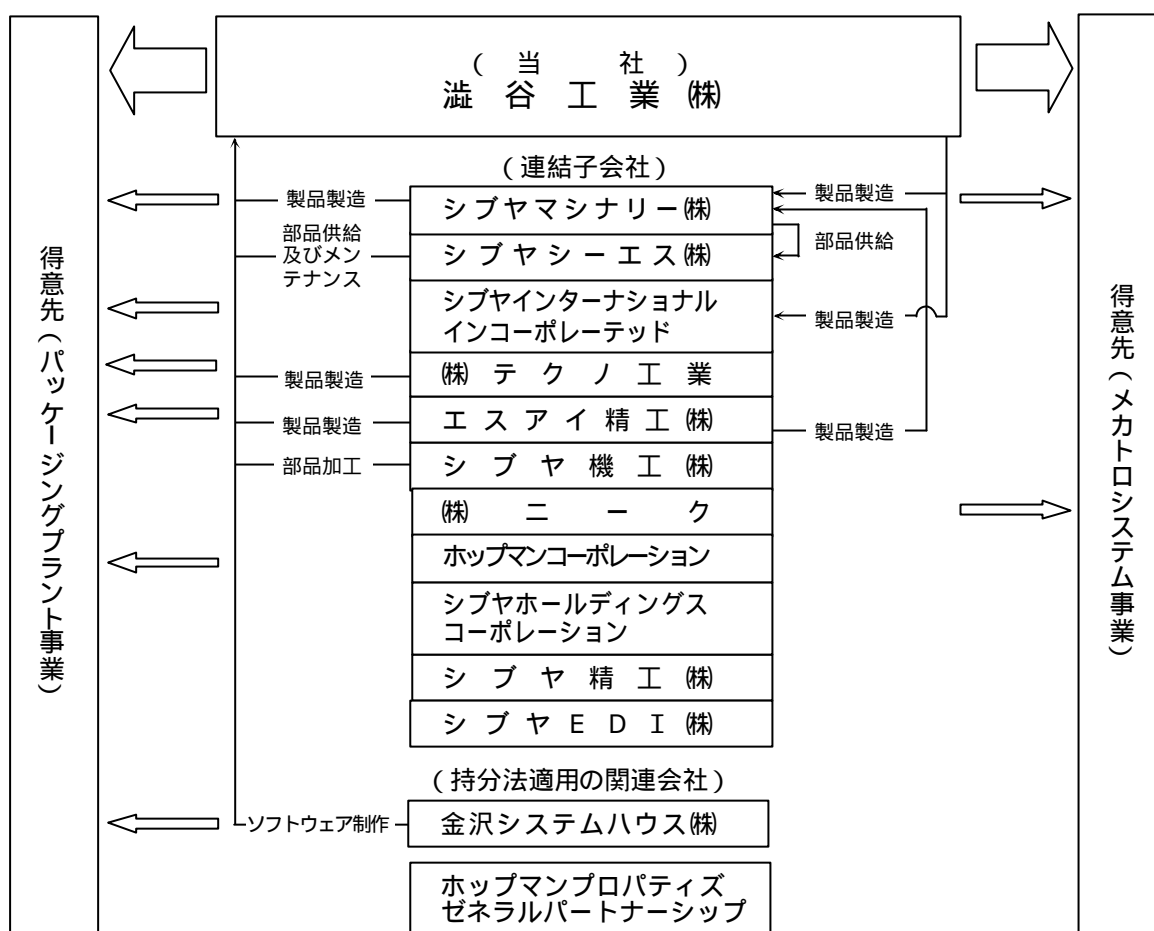 (当社)
澁谷工業㈱
(連結子会社)
製品製造
シブヤマシナリー㈱
製品製造
部品供給
及びメン
テナンス
シブヤシーエス㈱
部品供給
シブヤインターナショナル
インコーポレーテッド
製品製造
製品製造
㈱テクノ工業
製品製造
エスアイ精工㈱
製品製造
部品加工
シブヤ機工㈱
㈱ニーク
ホップマンコーポレーション
シブヤホールディングス
コーポレーション
シブヤ精工㈱
シブヤEDI㈱
(持分法適用の関連会社)
ソフトウェア制作
金沢システムハウス㈱
ホップマンプロパティズ
ゼネラルパートナーシップ
得意先(パッケージングプラント事業)
得意先(メカトロシステム事業)